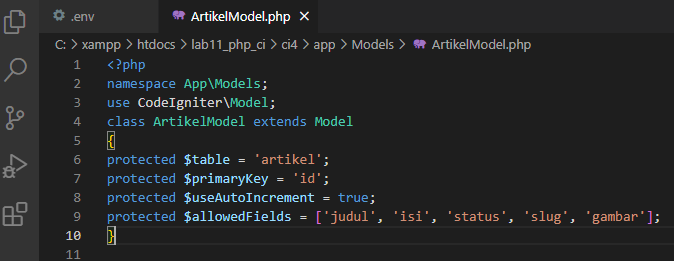 .env ArtikelModel.php ×
C: > xampp > htdocs > lab11_php_ci > ci4 > app > Models > ArtikelModel.php
1 <?php
2 namespace App\Models;
3 use CodeIgniter\Model;
4 class ArtikelModel extends Model
5 {
6 protected $table = 'artikel';
7 protected $primaryKey = 'id';
8 protected $useAutoIncrement = true;
9 protected $allowedFields = ['judul', 'isi', 'status', 'slug', 'gambar'];
10 }
11